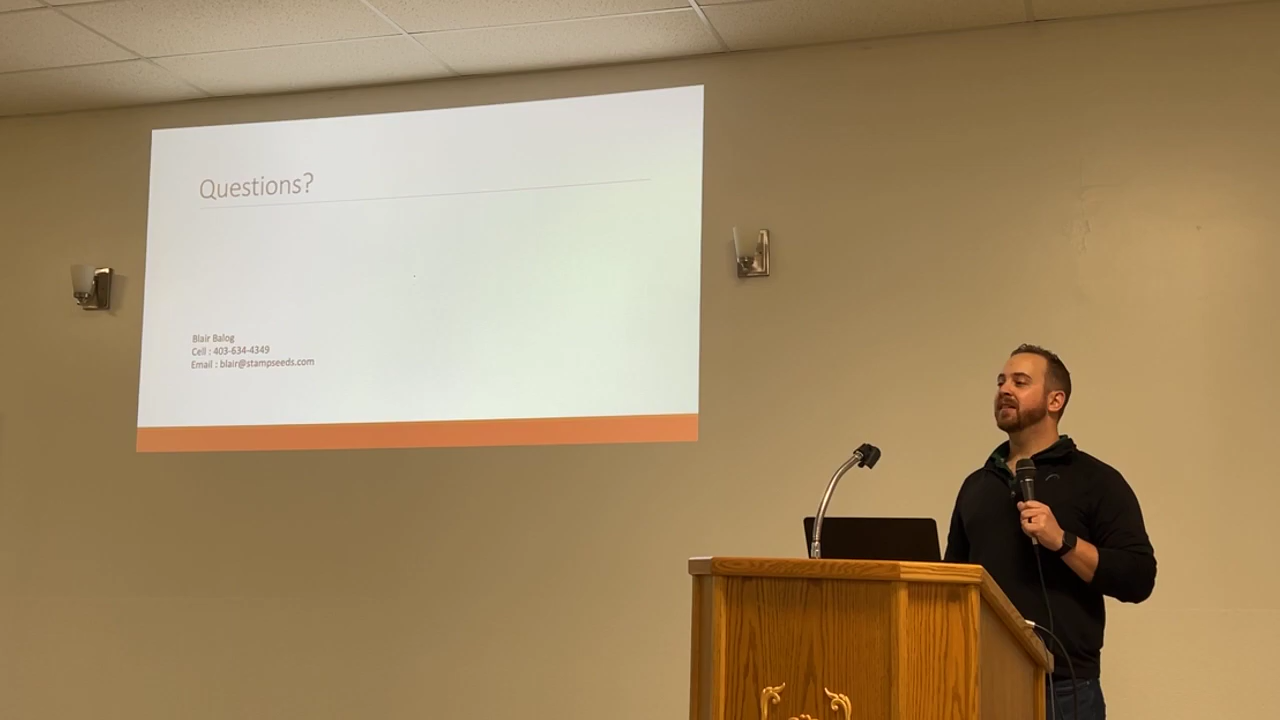 Questions?
Blair Balog
Cell : 403-634-4349
Email : blair@stampseeds.com